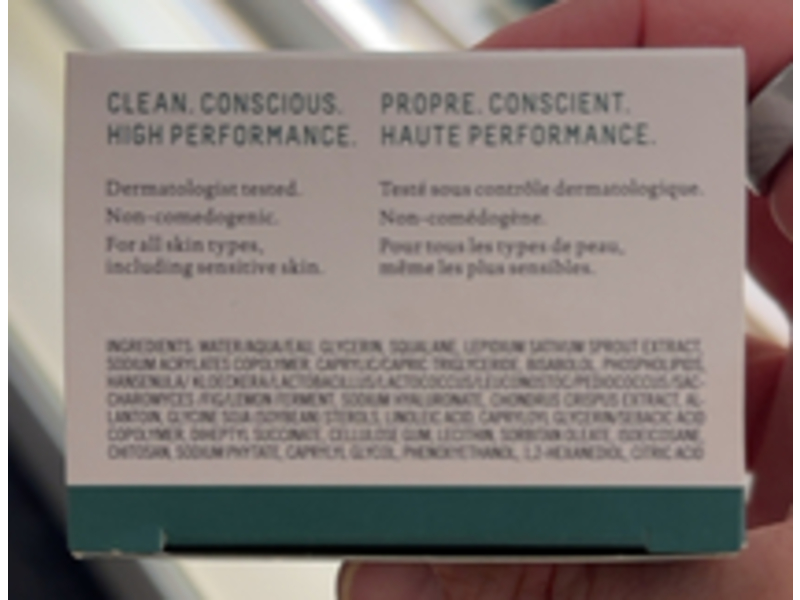 CLEAN. CONSCIOUS.
HIGH PERFORMANCE.
Dermatologist tested.
Non-comedogenic.
For all skin types,
including sensitive skin.
PROPRE. CONSCIENT.
HAUTE PERFORMANCE.
Testé sous contrôle dermatologique.
Non-comédogène.
Pour tous les types de peau,
même les plus sensibles.
INGREDIENTS: WATER/AQUA/EAU, GLYCERIN, SQUALANE, LEPIDIUM SATIVUM SPROUT EXTRACT,
SODIUM ACRYLATES COPOLYMER, CAPRYLIC/CAPRIC TRIGLYCERIDE, BISABOLOL, PHOSPHOLIPIDS,
HANSENULA/ KLOECKERA/LACTOBACILLUS/LACTOCOCCUS/LEUCONOSTOC/PEDIOCOCCUS/SAC-
CHAROMYCES /FIG/LEMON FERMENT, SODIUM HYALURONATE, CHONDRUS CRISPUS EXTRACT, AL-
LANTOIN, GLYCINE SOJA (SOYBEAN) STEROLS, LINOLEIC ACID, CAPRYLOYL GLYCERIN/SEBACIC ACID
COPOLYMER, DIHEPTYL SUCCINATE, CELLULOSE GUM, LECITHIN, SORBITAN OLEATE, ISOEICOSANE,
CHITOSAN, SODIUM PHYTATE, CAPRYLYL GLYCOL, PHENOXYETHANOL, 1,2-HEXANEDIOL, CITRIC ACID